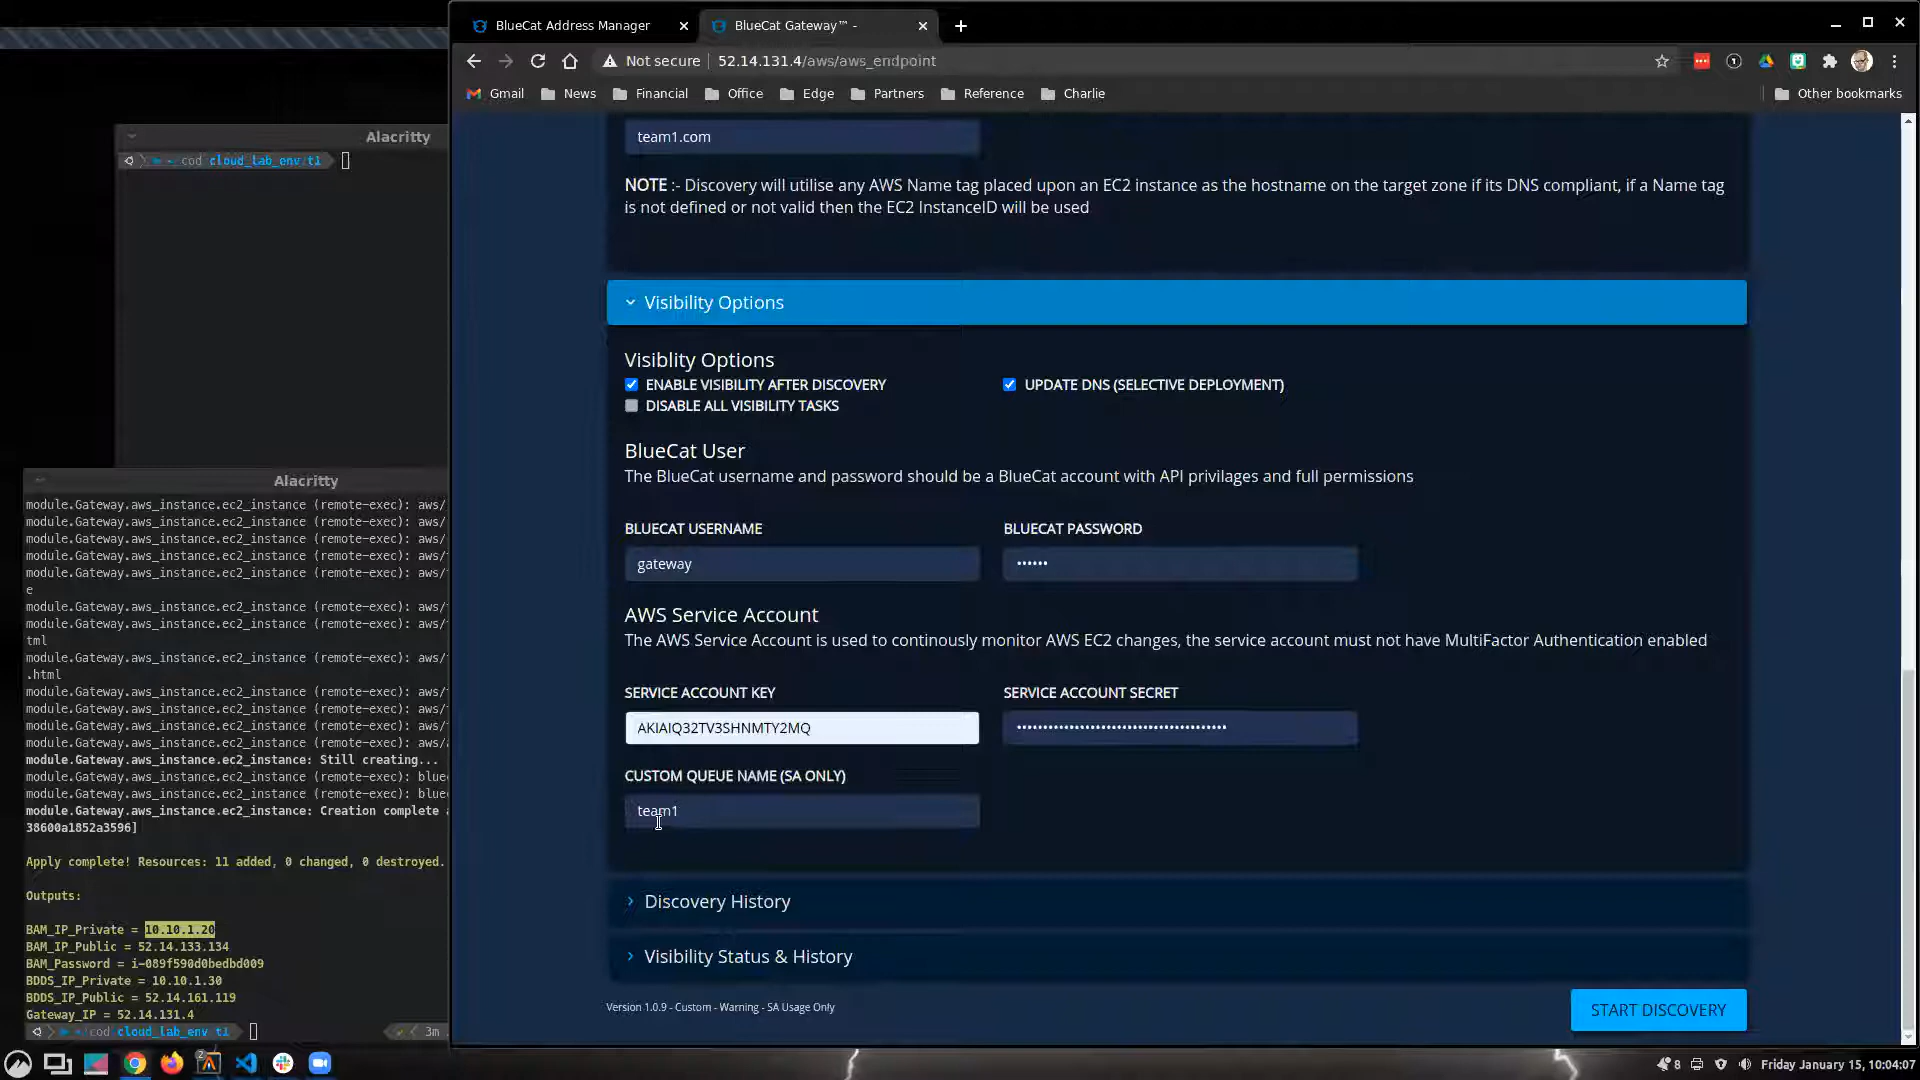 BlueCat Address Manager
BlueCat Gateway™ -
Not secure
52.14.131.4/aws/aws_endpoint
Gmail
News
Financial
Office
Edge
Partners
Reference
Charlie
Other bookmarks
Alacritty
cod cloud_lab_env t1
Alacritty
module.Gateway.aws_instance.ec2_instance (remote-exec): aws/
module.Gateway.aws_instance.ec2_instance (remote-exec): aws/
module.Gateway.aws_instance.ec2_instance (remote-exec): aws/
module.Gateway.aws_instance.ec2_instance (remote-exec): aws/
module.Gateway.aws_instance.ec2_instance (remote-exec): aws/
e
module.Gateway.aws_instance.ec2_instance (remote-exec): aws/
module.Gateway.aws_instance.ec2_instance (remote-exec): aws/
tml
module.Gateway.aws_instance.ec2_instance (remote-exec): aws/
.html
module.Gateway.aws_instance.ec2_instance (remote-exec): aws/
module.Gateway.aws_instance.ec2_instance (remote-exec): aws/
module.Gateway.aws_instance.ec2_instance (remote-exec): aws/
module.Gateway.aws_instance.ec2_instance (remote-exec): aws/
module.Gateway.aws_instance.ec2_instance: Still creating...
module.Gateway.aws_instance.ec2_instance (remote-exec): blue
module.Gateway.aws_instance.ec2_instance (remote-exec): blue
module.Gateway.aws_instance.ec2_instance: Creation complete
38600a1852a3596]
Apply complete! Resources: 11 added, 0 changed, 0 destroyed.
Outputs:
BAM_IP_Private = 10.10.1.20
BAM_IP_Public = 52.14.133.134
BAM_Password = i-089f590d0bedbd009
BDDS_IP_Private = 10.10.1.30
BDDS_IP_Public = 52.14.161.119
Gateway_IP = 52.14.131.4
cod cloud_lab_env t1
3m
team1.com
NOTE :- Discovery will utilise any AWS Name tag placed upon an EC2 instance as the hostname on the target zone if its DNS compliant, if a Name tag
is not defined or not valid then the EC2 InstanceID will be used
Visibility Options
Visiblity Options
ENABLE VISIBILITY AFTER DISCOVERY
UPDATE DNS (SELECTIVE DEPLOYMENT)
DISABLE ALL VISIBILITY TASKS
BlueCat User
The BlueCat username and password should be a BlueCat account with API privilages and full permissions
BLUECAT USERNAME
BLUECAT PASSWORD
gateway
••••••
AWS Service Account
The AWS Service Account is used to continously monitor AWS EC2 changes, the service account must not have MultiFactor Authentication enabled
SERVICE ACCOUNT KEY
SERVICE ACCOUNT SECRET
AKIAIQ32TV3SHNMTY2MQ
••••••••••••••••••••••••••••••••••••••••
CUSTOM QUEUE NAME (SA ONLY)
team1
Discovery History
Visibility Status & History
Version 1.0.9 - Custom - Warning - SA Usage Only
START DISCOVERY
2
8
Friday January 15, 10:04:07